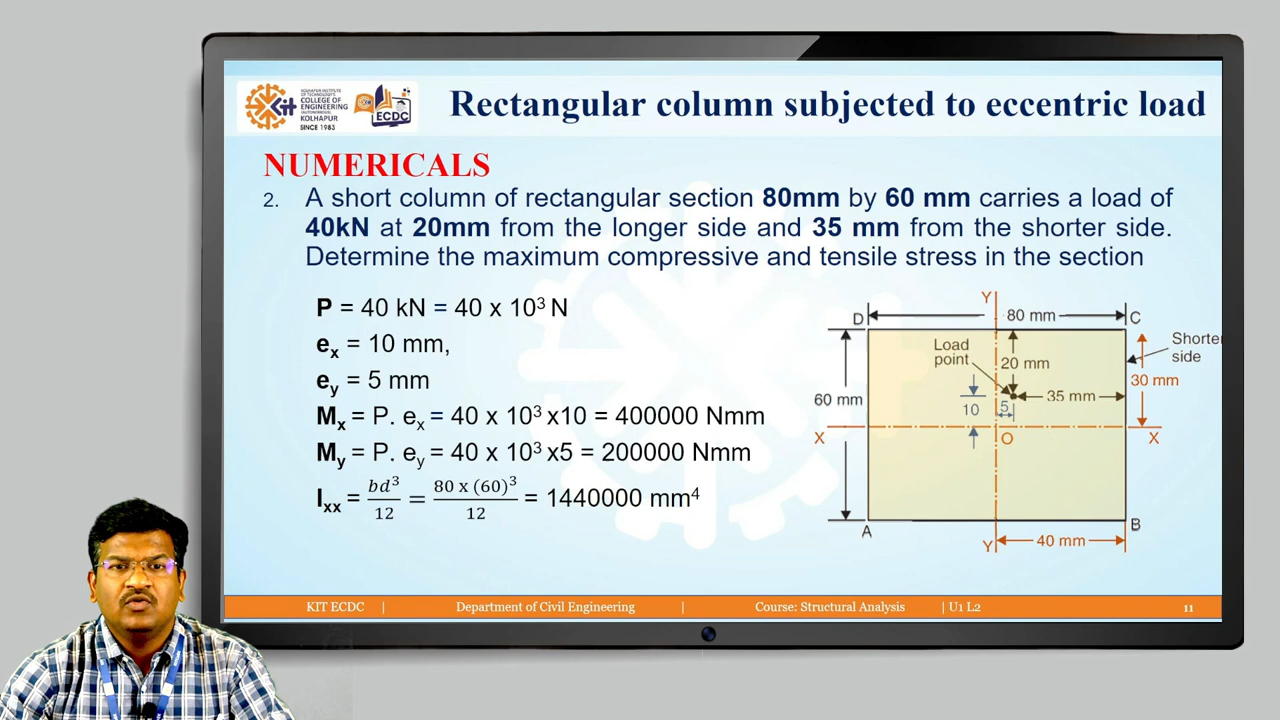 KOLHAPUR INSTITUTE
OF TECHNOLOGY'S
COLLEGE OF
ENGINEERING
(AUTONOMOUS),
KOLHAPUR
SINCE 1983
Kit
ECDC
Rectangular column subjected to eccentric load
NUMERICALS
2. A short column of rectangular section 80mm by 60 mm carries a load of
40kN at 20mm from the longer side and 35 mm from the shorter side.
Determine the maximum compressive and tensile stress in the section
P = 40 kN = 40 x 10³ N
eₓ = 10 mm,
e_y = 5 mm
Mₓ = P. eₓ = 40 x 10³ x10 = 400000 Nmm
M_y = P. e_y = 40 x 10³ x5 = 200000 Nmm
Iₓₓ = bd³/12 = 80 x (60)³/12 = 1440000 mm⁴
Y
D
80 mm
C
Load
point
20 mm
Shorter
side
30 mm
60 mm
10
5
35 mm
X
O
X
A
B
Y
40 mm
KIT ECDC | Department of Civil Engineering | Course: Structural Analysis | U1 L2 11